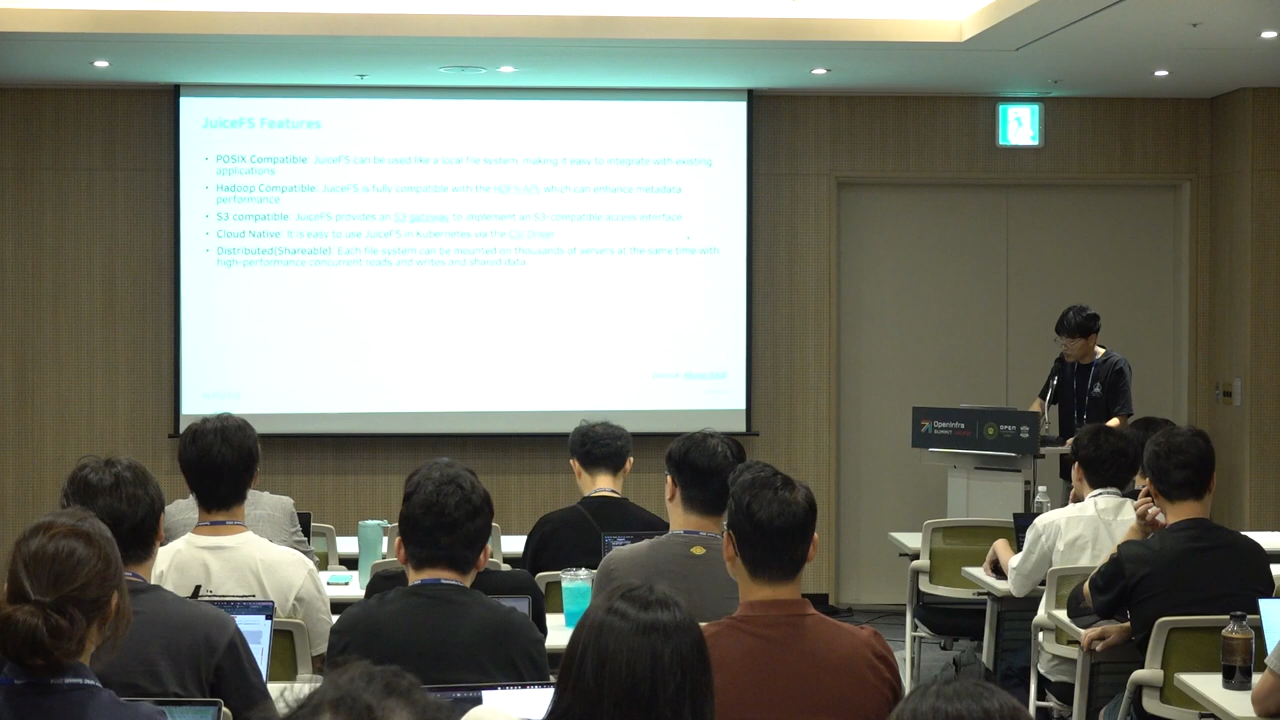 JuiceFS Features
• POSIX Compatible: JuiceFS can be used like a local file system, making it easy to integrate with existing
applications.
• Hadoop Compatible: JuiceFS is fully compatible with the HDFS API, which can enhance metadata
performance.
• S3 compatible: JuiceFS provides an S3 gateway to implement an S3-compatible access interface.
• Cloud Native: It is easy to use JuiceFS in Kubernetes via the CSI Driver.
• Distributed(Shareable): Each file system can be mounted on thousands of servers at the same time with
high-performance concurrent reads and writes and shared data.
OpenInfra
SUMMIT
OPEN